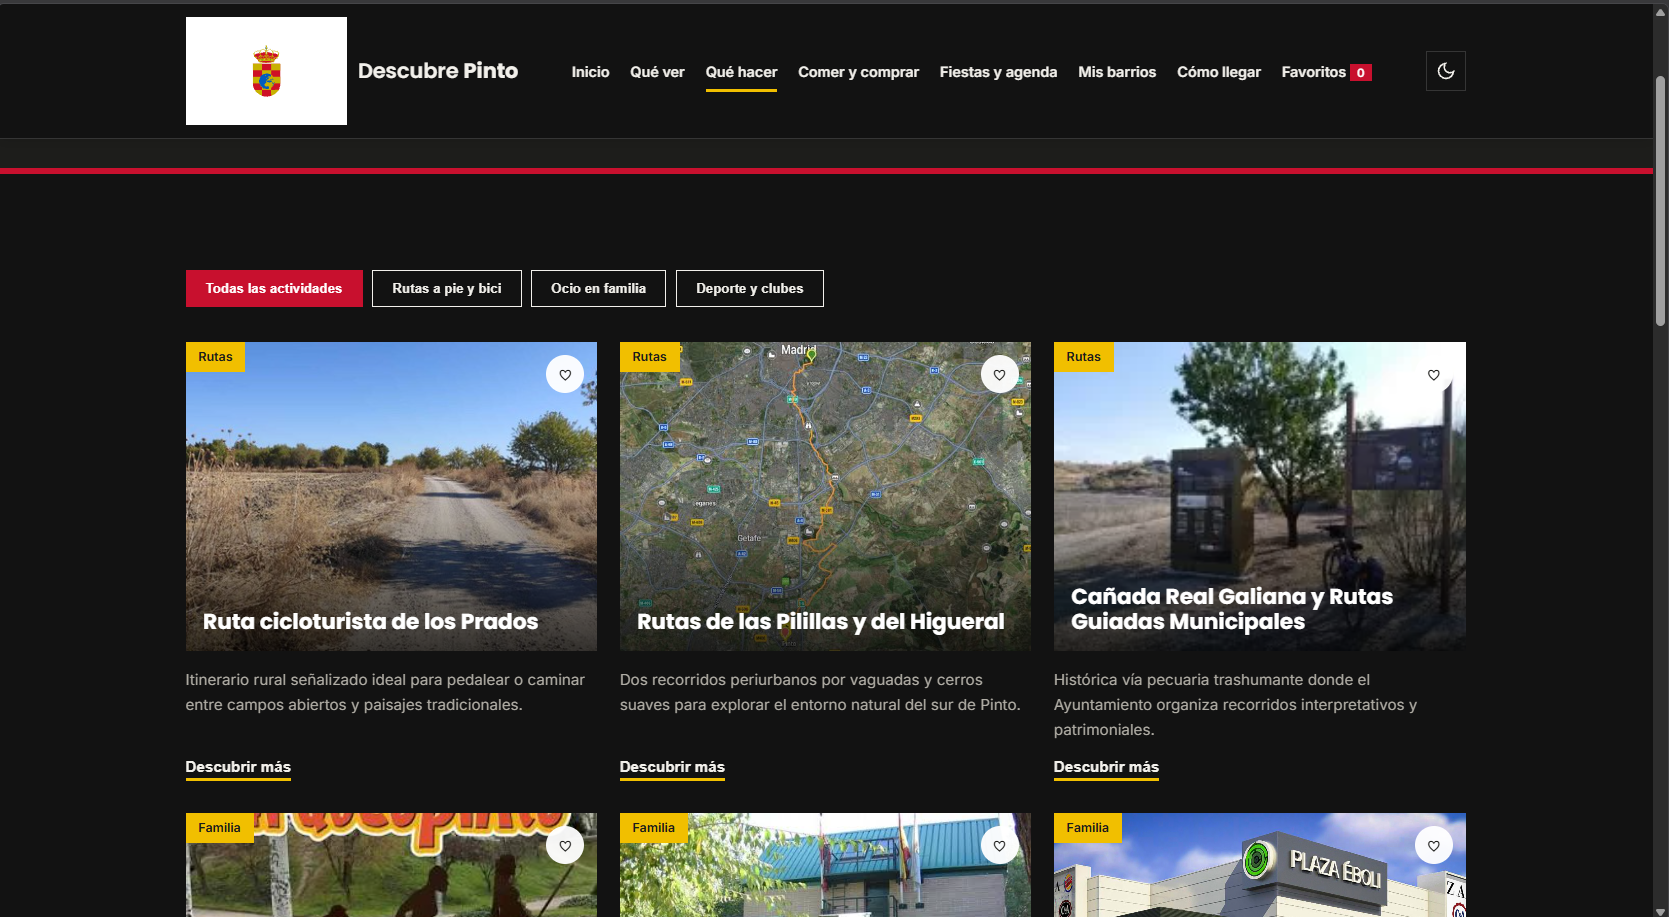 Descubre Pinto
Inicio
Qué ver
Qué hacer
Comer y comprar
Fiestas y agenda
Mis barrios
Cómo llegar
Favoritos 0
Todas las actividades
Rutas a pie y bici
Ocio en familia
Deporte y clubes
Rutas
Ruta cicloturista de los Prados
Itinerario rural señalizado ideal para pedalear o caminar
entre campos abiertos y paisajes tradicionales.
Descubrir más
Rutas
Madrid
Getafe
Rutas de las Pilillas y del Higueral
Dos recorridos periurbanos por vaguadas y cerros
suaves para explorar el entorno natural del sur de Pinto.
Descubrir más
Rutas
Cañada Real Galiana y Rutas
Guiadas Municipales
Histórica vía pecuaria trashumante donde el
Ayuntamiento organiza recorridos interpretativos y
patrimoniales.
Descubrir más
Familia
Familia
Familia
PLAZA ÉBOLI